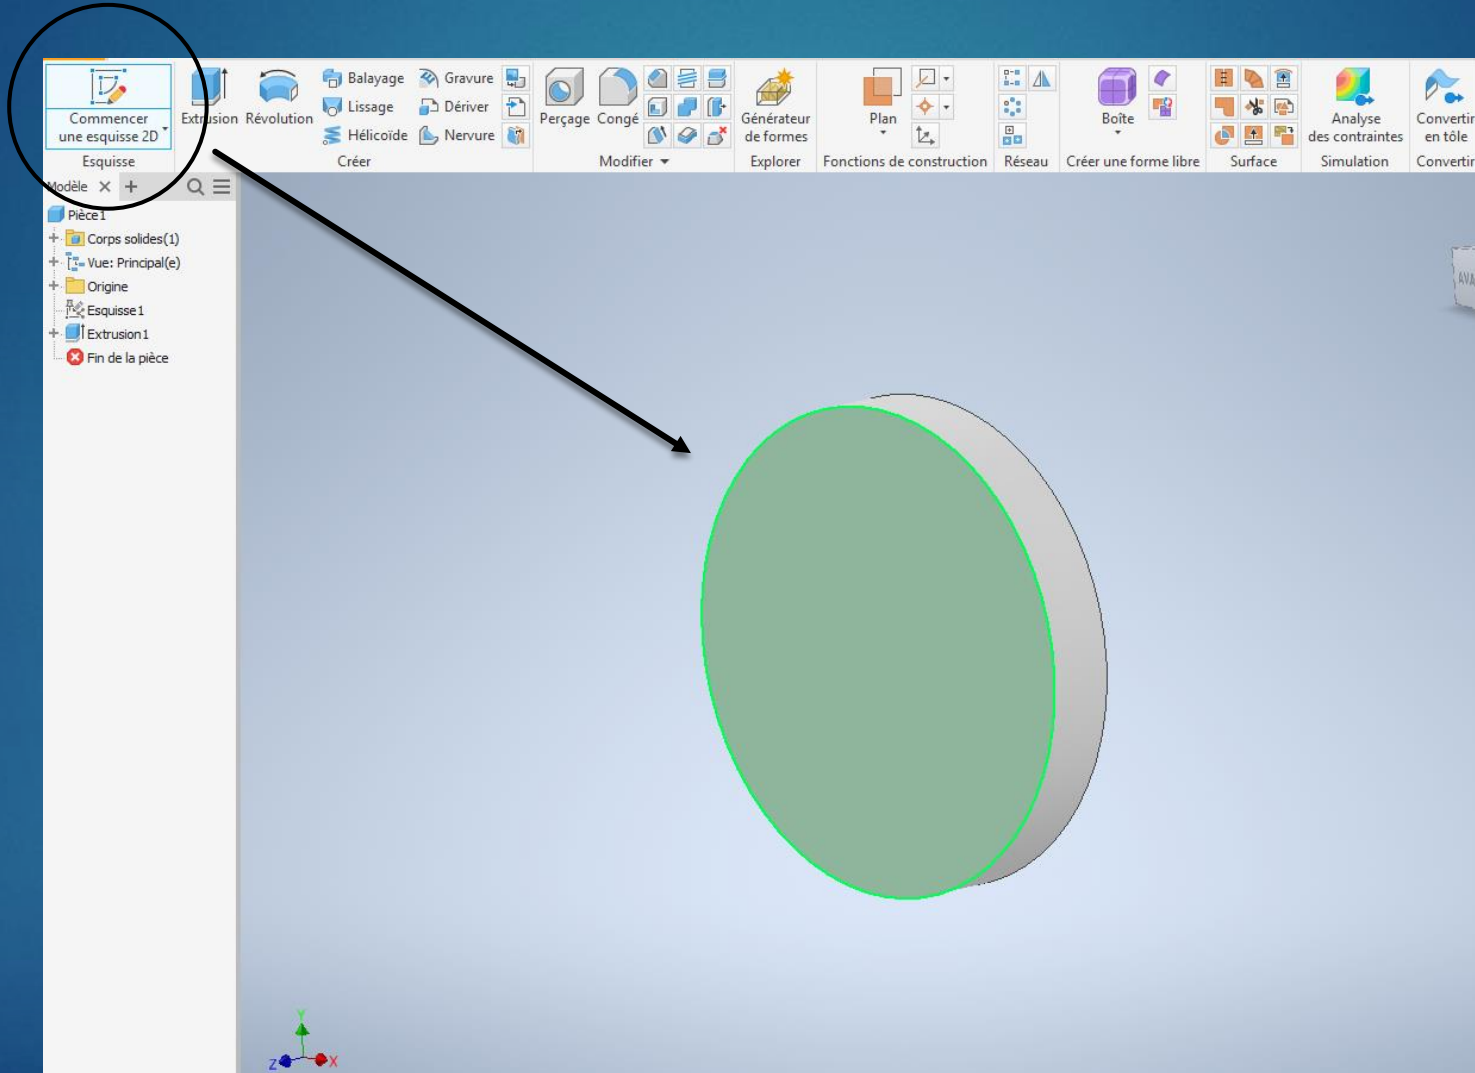 Commencer
une esquisse 2D
Esquisse
Extrusion
Révolution
Balayage
Lissage
Hélicoïde
Gravure
Dériver
Nervure
Créer
Perçage
Congé
Modifier
Générateur
de formes
Explorer
Plan
Fonctions de construction
Réseau
Boîte
Créer une forme libre
Surface
Analyse
des contraintes
Simulation
Convertir
en tôle
Convertir
Modèle
Pièce1
Corps solides(1)
Vue: Principal(e)
Origine
Esquisse1
Extrusion1
Fin de la pièce
AVA
Y
Z
X